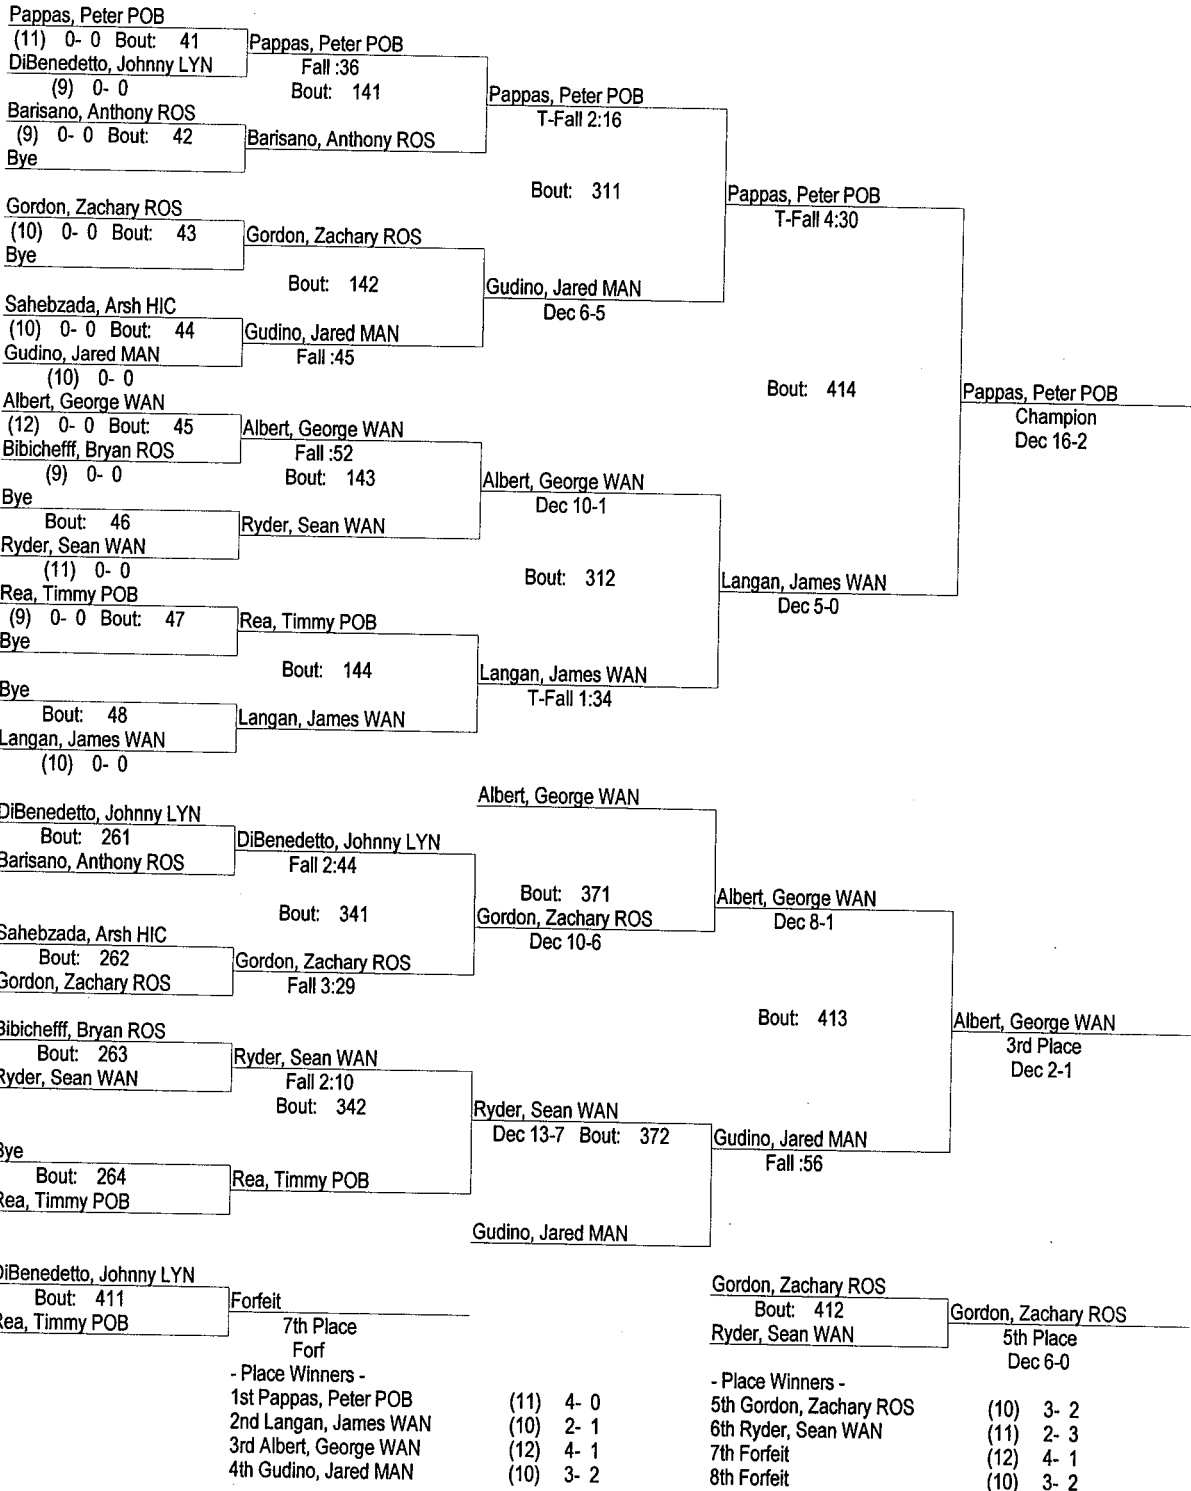 Pappas, Peter POB
(11) 0- 0 Bout: 41
DiBenedetto, Johnny LYN
(9) 0- 0
Barisano, Anthony ROS
(9) 0- 0 Bout: 42
Bye
Gordon, Zachary ROS
(10) 0- 0 Bout: 43
Bye
Sahebzada, Arsh HIC
(10) 0- 0 Bout: 44
Gudino, Jared MAN
(10) 0- 0
Albert, George WAN
(12) 0- 0 Bout: 45
Bibichefff, Bryan ROS
(9) 0- 0
Bye
Bout: 46
Ryder, Sean WAN
(11) 0- 0
Rea, Timmy POB
(9) 0- 0 Bout: 47
Bye
Bye
Bout: 48
Langan, James WAN
(10) 0- 0
Pappas, Peter POB
Fall :36
Bout: 141
Barisano, Anthony ROS
Gordon, Zachary ROS
Bout: 142
Gudino, Jared MAN
Fall :45
Albert, George WAN
Fall :52
Bout: 143
Ryder, Sean WAN
Rea, Timmy POB
Bout: 144
Langan, James WAN
Pappas, Peter POB
T-Fall 2:16
Bout: 311
Gudino, Jared MAN
Dec 6-5
Albert, George WAN
Dec 10-1
Bout: 312
Langan, James WAN
T-Fall 1:34
Pappas, Peter POB
T-Fall 4:30
Bout: 414
Langan, James WAN
Dec 5-0
Pappas, Peter POB
Champion
Dec 16-2
DiBenedetto, Johnny LYN
Bout: 261
Barisano, Anthony ROS
Sahebzada, Arsh HIC
Bout: 262
Gordon, Zachary ROS
Bibichefff, Bryan ROS
Bout: 263
Ryder, Sean WAN
Bye
Bout: 264
Rea, Timmy POB
DiBenedetto, Johnny LYN
Fall 2:44
Bout: 341
Gordon, Zachary ROS
Fall 3:29
Ryder, Sean WAN
Fall 2:10
Bout: 342
Rea, Timmy POB
Albert, George WAN
Bout: 371
Gordon, Zachary ROS
Dec 10-6
Ryder, Sean WAN
Dec 13-7 Bout: 372
Gudino, Jared MAN
Albert, George WAN
Dec 8-1
Bout: 413
Gudino, Jared MAN
Fall :56
Albert, George WAN
3rd Place
Dec 2-1
DiBenedetto, Johnny LYN
Bout: 411
Rea, Timmy POB
Forfeit
7th Place
Forf
Gordon, Zachary ROS
Bout: 412
Ryder, Sean WAN
Gordon, Zachary ROS
5th Place
Dec 6-0
- Place Winners -
1st Pappas, Peter POB (11) 4- 0
2nd Langan, James WAN (10) 2- 1
3rd Albert, George WAN (12) 4- 1
4th Gudino, Jared MAN (10) 3- 2
- Place Winners -
5th Gordon, Zachary ROS (10) 3- 2
6th Ryder, Sean WAN (11) 2- 3
7th Forfeit (12) 4- 1
8th Forfeit (10) 3- 2